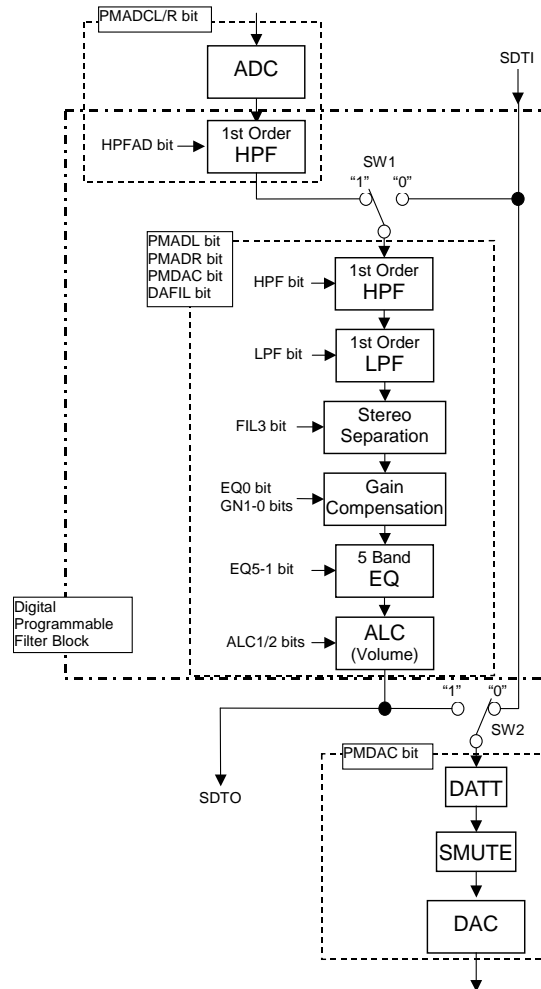 PMADCL/R bit
ADC
SDTI
1st Order
HPF
HPFAD bit
SW1
“1”
“0”
PMADL bit
PMADR bit
PMDAC bit
DAFIL bit
1st Order
HPF
HPF bit
1st Order
LPF
LPF bit
Stereo
Separation
FIL3 bit
Gain
Compensation
EQ0 bit
GN1-0 bits
5 Band
EQ
EQ5-1 bit
Digital
Programmable
Filter Block
ALC
(Volume)
ALC1/2 bits
“1”
“0”
SW2
PMDAC bit
SDTO
DATT
SMUTE
DAC